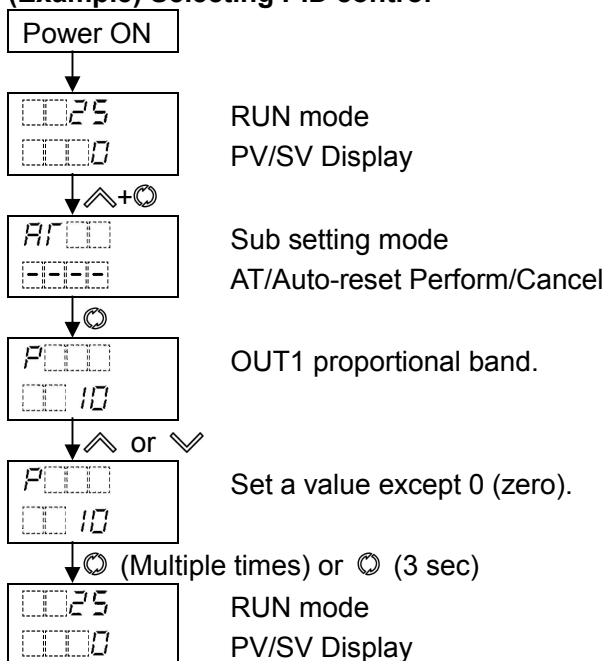 (Example) Selecting PID control
Power ON
25 RUN mode
0 PV/SV Display
+
AT Sub setting mode
---- AT/Auto-reset Perform/Cancel
P OUT1 proportional band.
10
or
P Set a value except 0 (zero).
10
(Multiple times) or (3 sec)
25 RUN mode
0 PV/SV Display